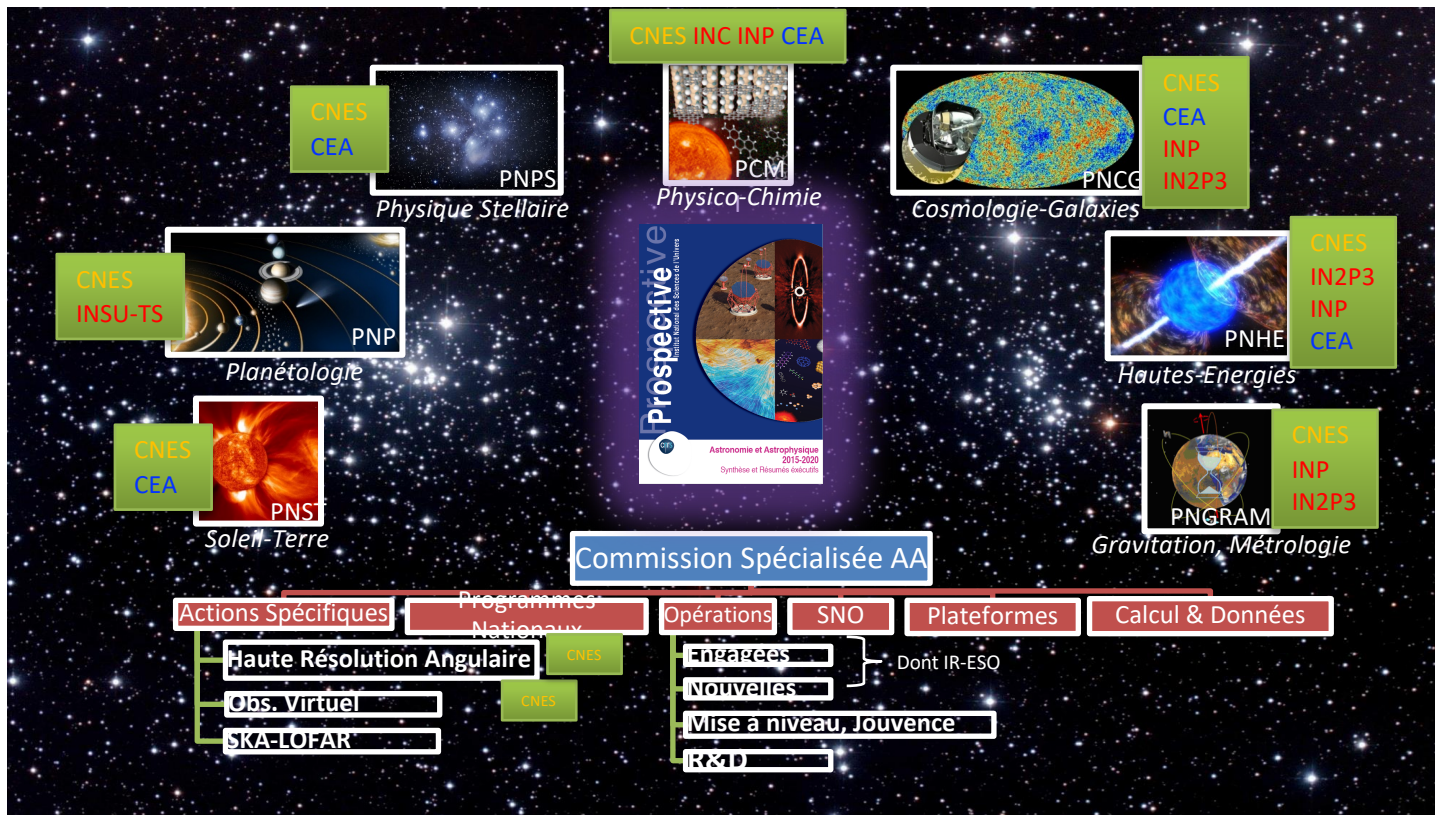 CNES INC INP CEA
PCM
Physico-Chimie
CNES
CEA
PNPS
Physique Stellaire
CNES
CEA
INP
IN2P3
PNCG
Cosmologie-Galaxies
CNES
INSU-TS
PNP
Planétologie
CNES
IN2P3
INP
CEA
PNHE
Hautes-Energies
CNES
CEA
PNST
Soleil-Terre
CNES
INP
IN2P3
PNGRAM
Gravitation, Métrologie
Prospective
Prospective
Institut National des Sciences de l'Univers
Astronomie et Astrophysique
2015-2020
Synthèse et Résumés éxécutifs
Commission Spécialisée AA
Actions Spécifiques
Programmes
Nationaux
Opérations
SNO
Plateformes
Calcul & Données
Haute Résolution Angulaire
CNES
Obs. Virtuel
CNES
SKA-LOFAR
Engagées
Nouvelles
Dont IR-ESO
Mise à niveau, Jouvence
R&D